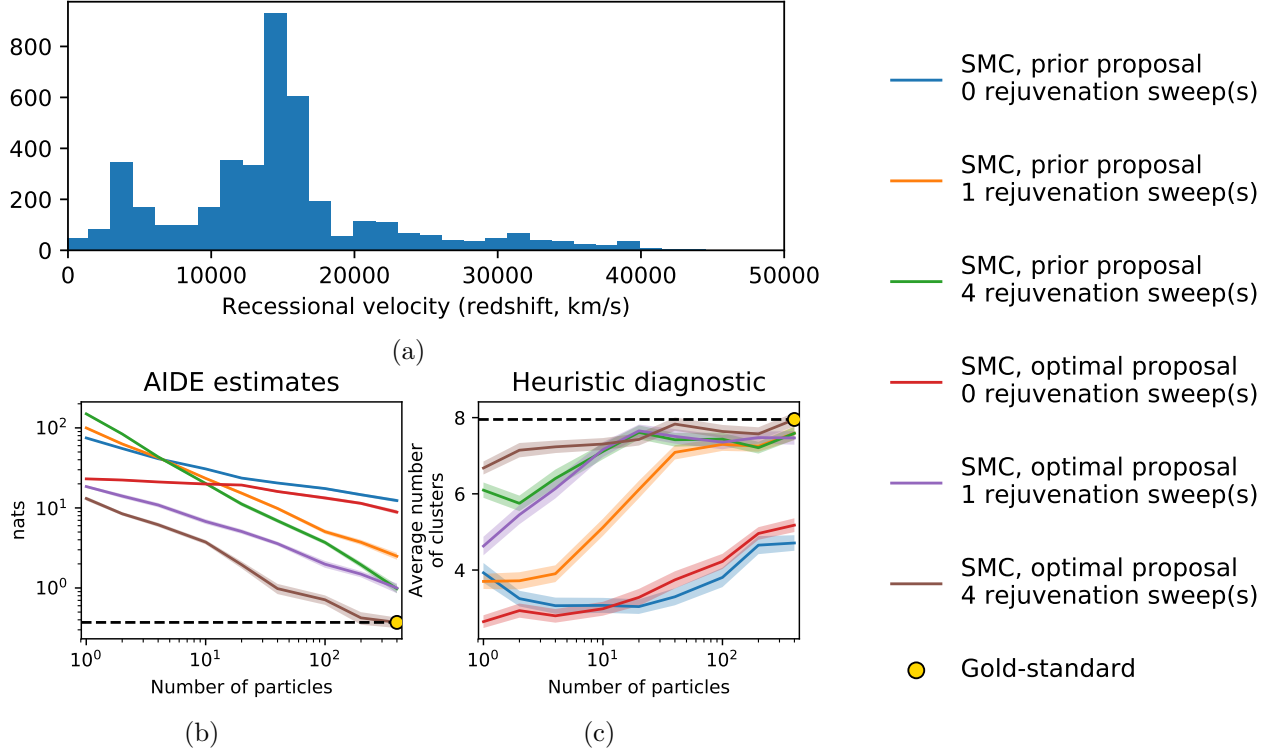 800
600
400
200
0
0 10000 20000 30000 40000 50000
Recessional velocity (redshift, km/s)
(a)
AIDE estimates
nats
10²
10¹
10⁰
10⁰ 10¹ 10²
Number of particles
(b)
Heuristic diagnostic
Average number
of clusters
8
6
4
10⁰ 10¹ 10²
Number of particles
(c)
SMC, prior proposal
0 rejuvenation sweep(s)
SMC, prior proposal
1 rejuvenation sweep(s)
SMC, prior proposal
4 rejuvenation sweep(s)
SMC, optimal proposal
0 rejuvenation sweep(s)
SMC, optimal proposal
1 rejuvenation sweep(s)
SMC, optimal proposal
4 rejuvenation sweep(s)
Gold-standard